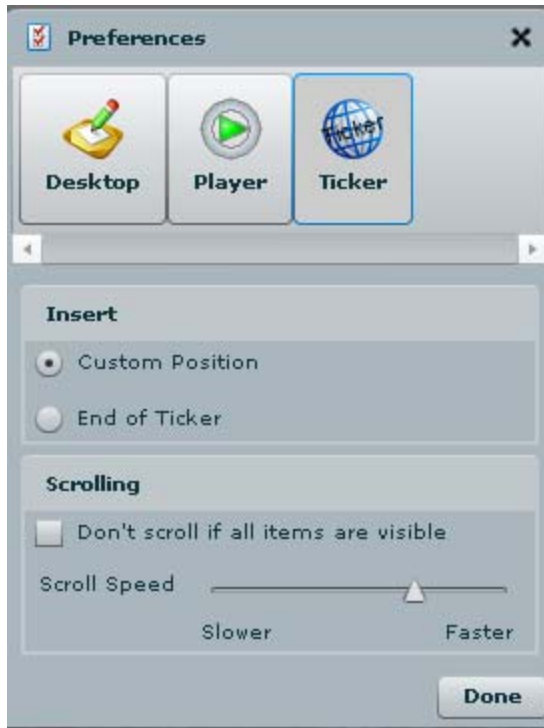 Preferences
Ticker
Desktop Player Ticker
Insert
Custom Position
End of Ticker
Scrolling
Don't scroll if all items are visible
Scroll Speed
Slower Faster
Done